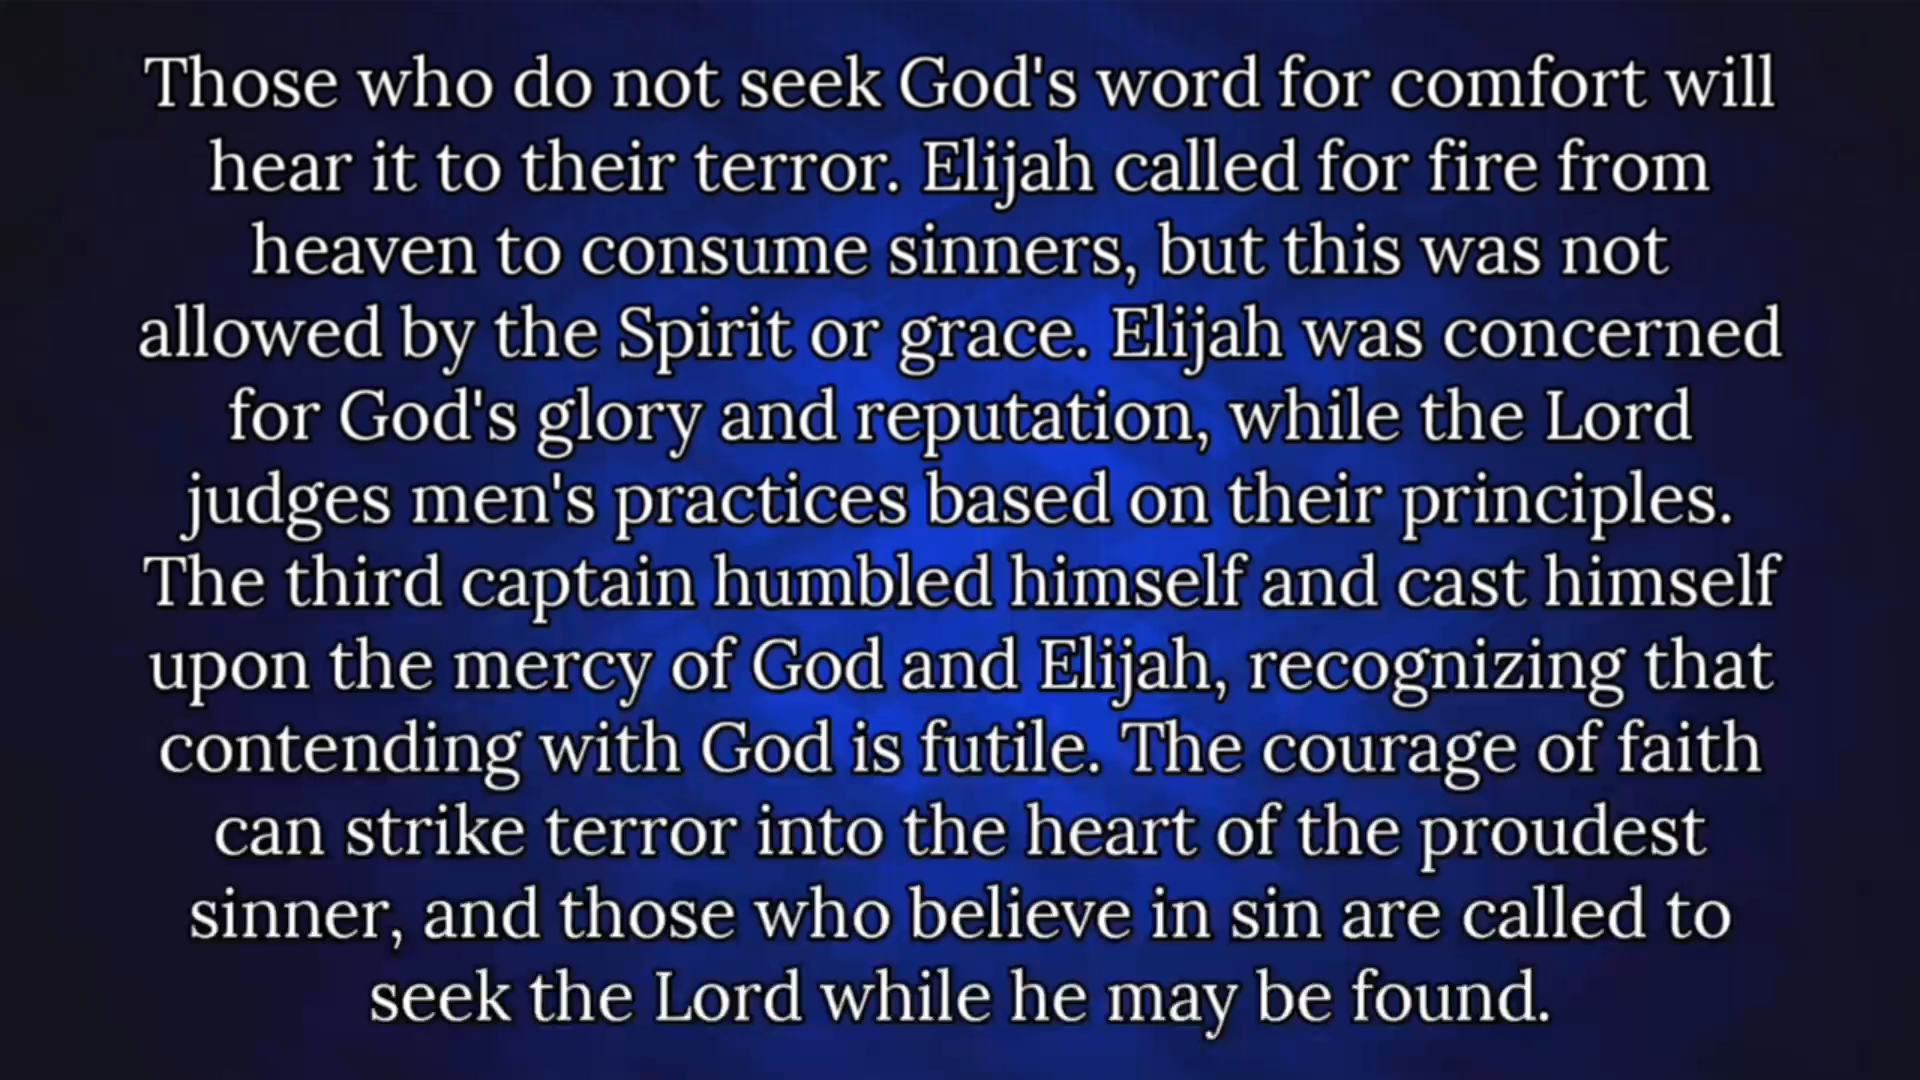 Those who do not seek God's word for comfort will
hear it to their terror. Elijah called for fire from
heaven to consume sinners, but this was not
allowed by the Spirit or grace. Elijah was concerned
for God's glory and reputation, while the Lord
judges men's practices based on their principles.
The third captain humbled himself and cast himself
upon the mercy of God and Elijah, recognizing that
contending with God is futile. The courage of faith
can strike terror into the heart of the proudest
sinner, and those who believe in sin are called to
seek the Lord while he may be found.